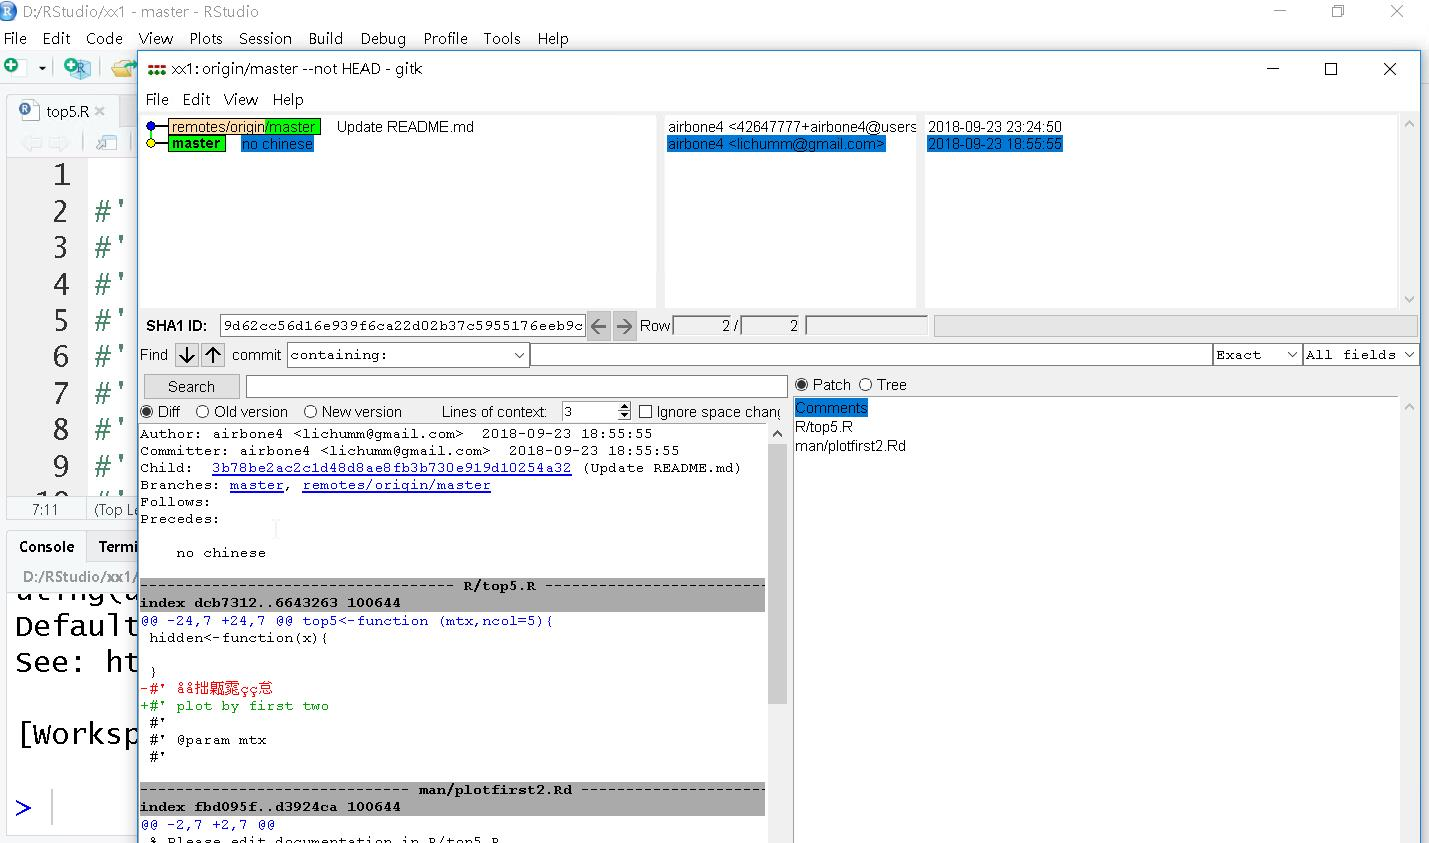 D:/RStudio/xx1 - master - RStudio
File Edit Code View Plots Session Build Debug Profile Tools Help
xx1: origin/master --not HEAD - gitk
top5.R
File Edit View Help
remotes/origin/master Update README.md airbone4 <42647777+airbone4@users 2018-09-23 23:24:50
master no chinese airbone4 <lichumm@gmail.com> 2018-09-23 18:55:55
1
2 #'
3 #'
4 #'
5 #'
6 #'
7 #'
8 #'
9 #'
10 #'
7:11 (Top Le
SHA1 ID: 9d62cc56d16e939f6ca22d02b37c5955176eeb9c Row 2 / 2
Find commit containing: Exact All fields
Search Patch Tree
Diff Old version New version Lines of context: 3 Ignore space chang
Comments
R/top5.R
man/plotfirst2.Rd
Author: airbone4 <lichumm@gmail.com> 2018-09-23 18:55:55
Committer: airbone4 <lichumm@gmail.com> 2018-09-23 18:55:55
Child: 3b78be2ac2c1d48d8ae8fb3b730e919d10254a32 (Update README.md)
Branches: master, remotes/origin/master
Follows:
Precedes:
no chinese
R/top5.R
index dcb7312..6643263 100644
@@ -24,7 +24,7 @@ top5<-function (mtx,ncol=5){
hidden<-function(x){
}
-#'
+#' plot by first two
#'
#' @param mtx
#'
man/plotfirst2.Rd
index fbd095f..d3924ca 100644
@@ -2,7 +2,7 @@
% Please edit documentation in R/top5.R
Console Termi
D:/RStudio/xx1/
Default
See: ht
[Worksp
>